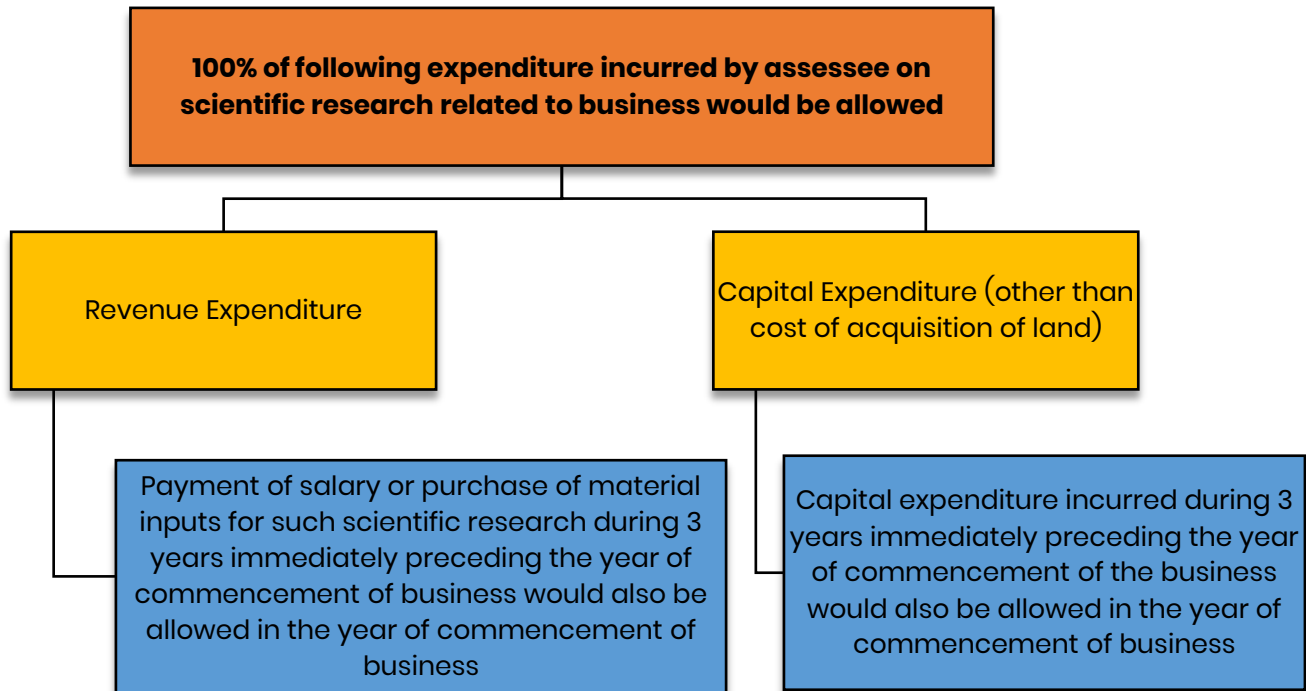 100% of following expenditure incurred by assessee on
scientific research related to business would be allowed
Revenue Expenditure
Capital Expenditure (other than
cost of acquisition of land)
Payment of salary or purchase of material
inputs for such scientific research during 3
years immediately preceding the year of
commencement of business would also be
allowed in the year of commencement of
business
Capital expenditure incurred during 3
years immediately preceding the year
of commencement of the business
would also be allowed in the year of
commencement of business